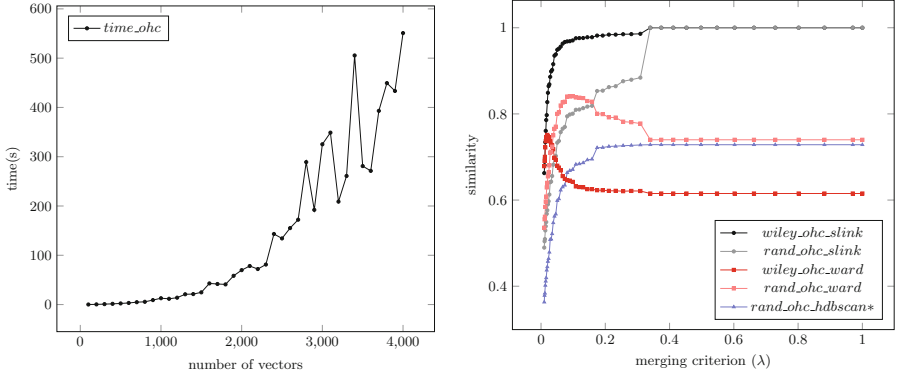 600
500
400
300
200
100
0
time(s)
time_ohc
0
1,000
2,000
3,000
4,000
number of vectors
1
0.8
0.6
0.4
similarity
wiley_ohc_slink
rand_ohc_slink
wiley_ohc_ward
rand_ohc_ward
rand_ohc_hdbscan*
0
0.2
0.4
0.6
0.8
1
merging criterion (λ)